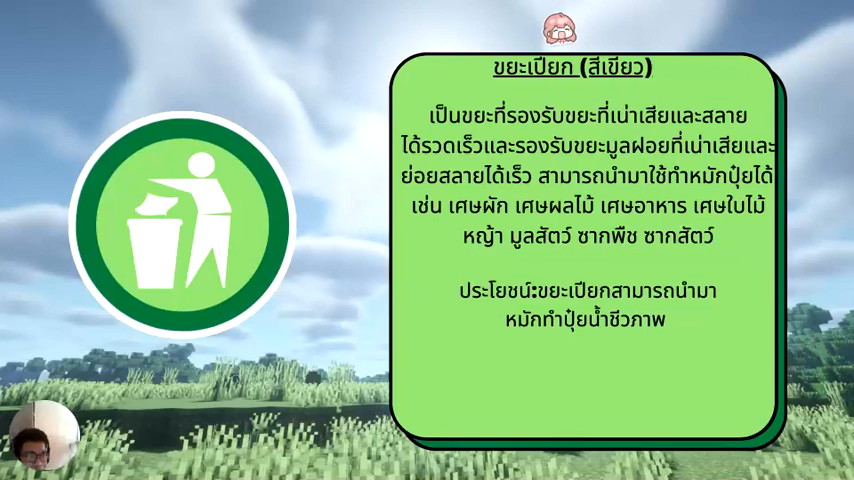 ขยะเปียก (สีเขียว)
เป็นขยะที่รองรับขยะที่เน่าเสียและสลาย
ได้รวดเร็วและรองรับขยะมูลฝอยที่เน่าเสียและ
ย่อยสลายได้เร็ว สามารถนำมาใช้ทำหมักปุ๋ยได้
เช่น เศษผัก เศษผลไม้ เศษอาหาร เศษใบไม้
หญ้า มูลสัตว์ ซากพืช ซากสัตว์
ประโยชน์:ขยะเปียกสามารถนำมา
หมักทำปุ๋ยน้ำชีวภาพ